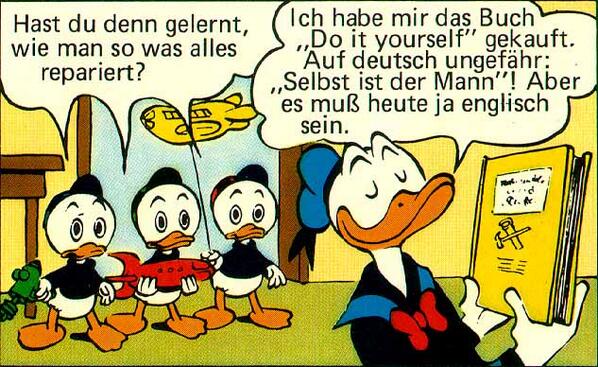 Hast du denn gelernt,
wie man so was alles
repariert?
Ich habe mir das Buch
„Do it yourself” gekauft.
Auf deutsch ungefähr:
„Selbst ist der Mann”! Aber
es muß heute ja englisch
sein.